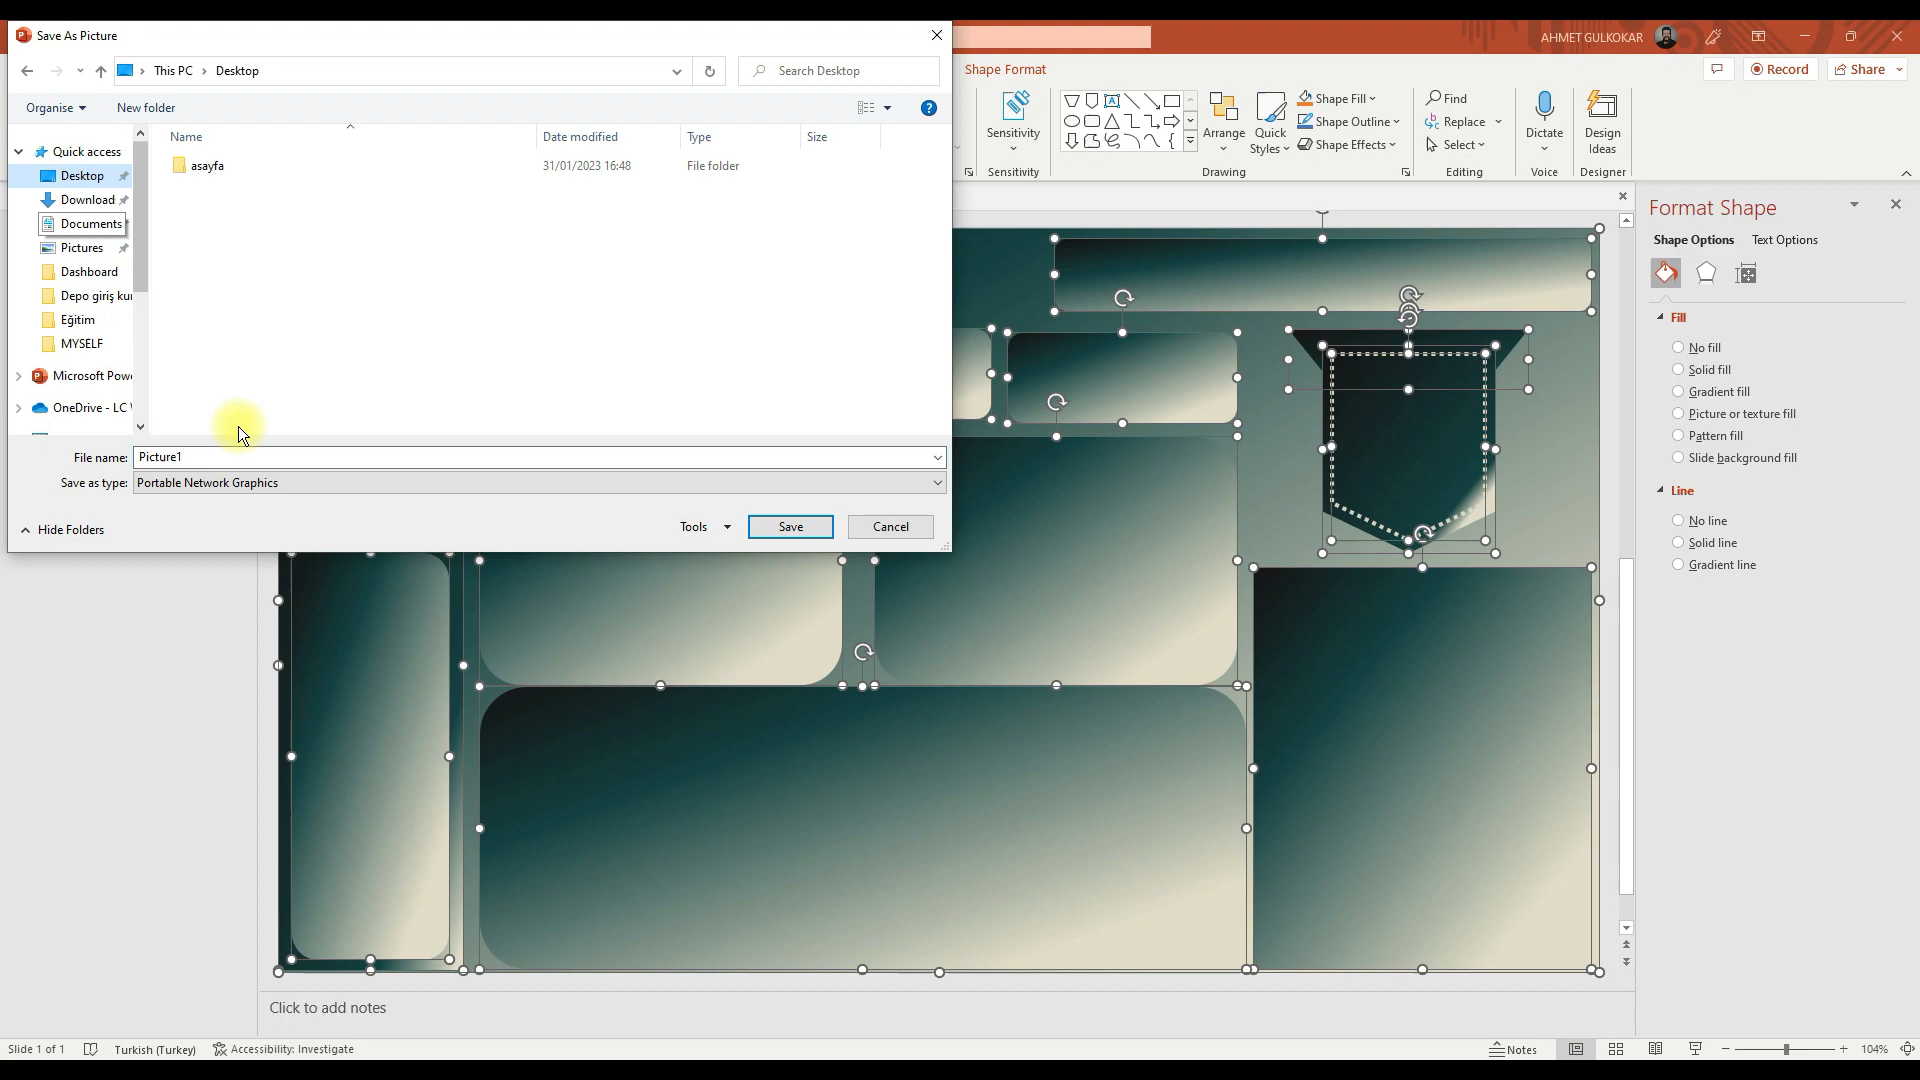 Save As Picture
This PC
Desktop
Search Desktop
Organise
New folder
Name
Date modified
Type
Size
Quick access
Desktop
Download
Documents
Pictures
Dashboard
Depo giriş ku
Eğitim
MYSELF
Microsoft Pow
OneDrive - LC
asayfa
31/01/2023 16:48
File folder
File name:
Picture1
Save as type:
Portable Network Graphics
Hide Folders
Tools
Save
Cancel
AHMET GULKOKAR
Shape Format
Record
Share
Sensitivity
Sensitivity
Arrange
Quick
Styles
Shape Fill
Shape Outline
Shape Effects
Drawing
Find
Replace
Select
Editing
Dictate
Voice
Design
Ideas
Designer
Format Shape
Shape Options
Text Options
Fill
No fill
Solid fill
Gradient fill
Picture or texture fill
Pattern fill
Slide background fill
Line
No line
Solid line
Gradient line
Click to add notes
Slide 1 of 1
Turkish (Turkey)
Accessibility: Investigate
Notes
104%